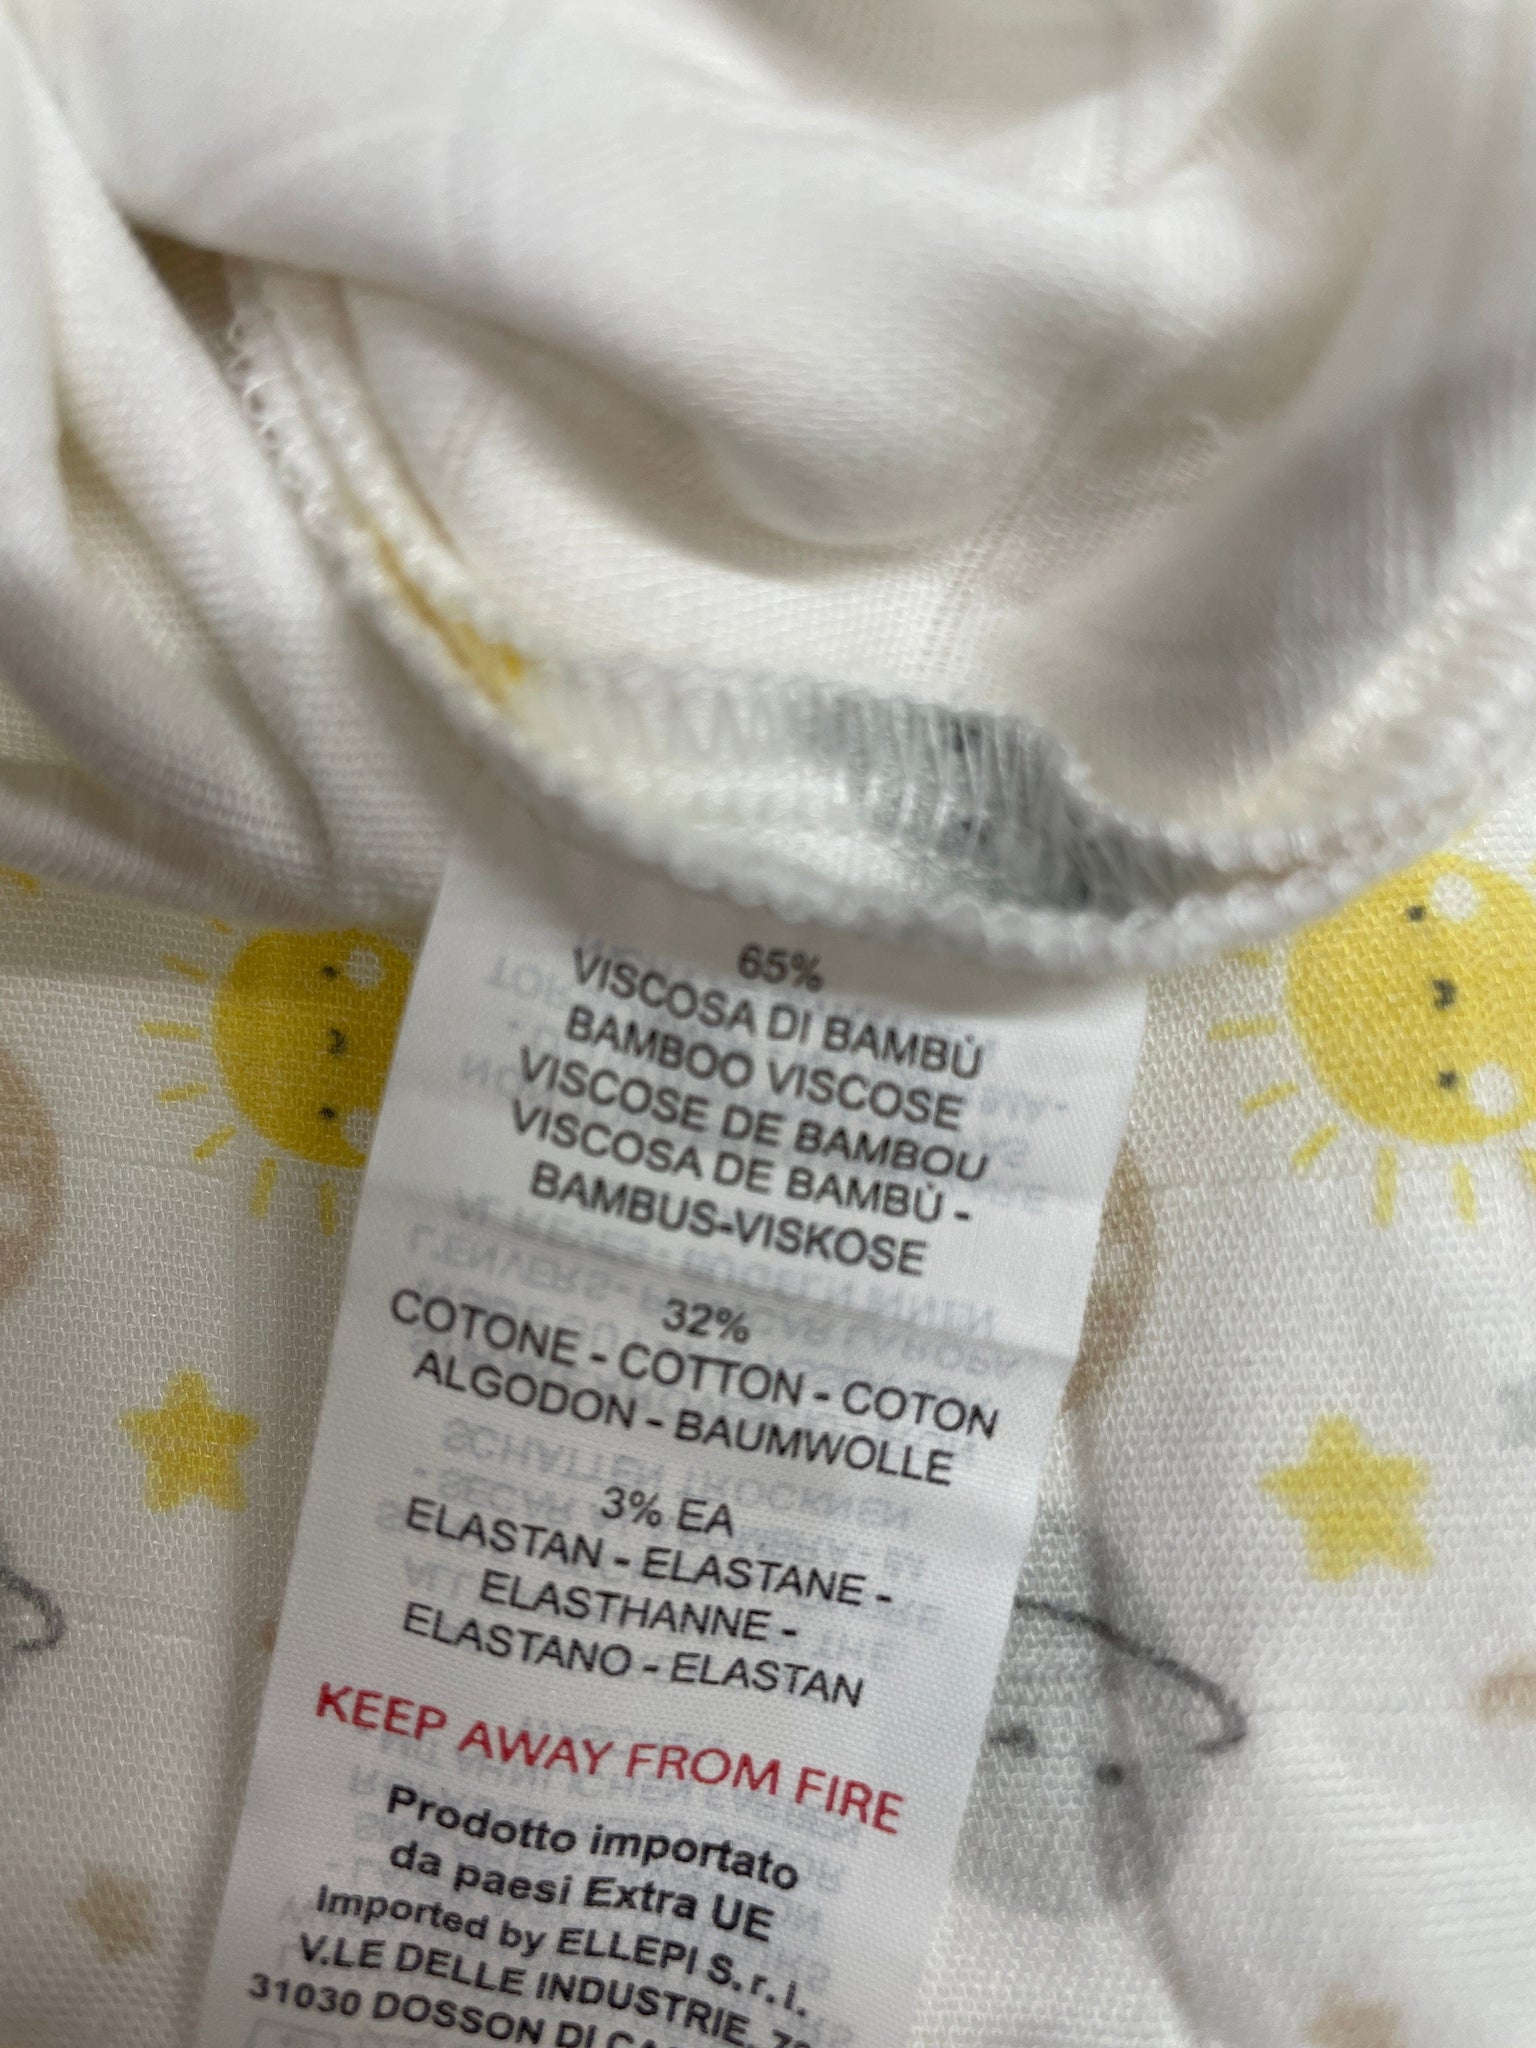 65%
VISCOSA DI BAMBÙ
BAMBOO VISCOSE
VISCOSE DE BAMBOU
VISCOSA DE BAMBÙ -
BAMBUS-VISKOSE
32%
COTONE - COTTON - COTON
ALGODON - BAUMWOLLE
3% EA
ELASTAN - ELASTANE -
ELASTHANNE -
ELASTANO - ELASTAN
KEEP AWAY FROM FIRE
Prodotto importato
da paesi Extra UE
Imported by ELLEPI S.r.l.
V.LE DELLE INDUSTRIE,
31030 DOSSON DI